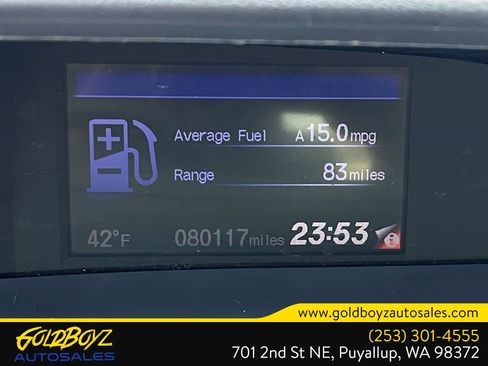 Average Fuel A15.0mpg
Range 83miles
42°F 080117miles 23:53
www.goldboyzautosales.com
GOLDBOYZ
AUTOSALES
(253) 301-4555
701 2nd St NE, Puyallup, WA 98372